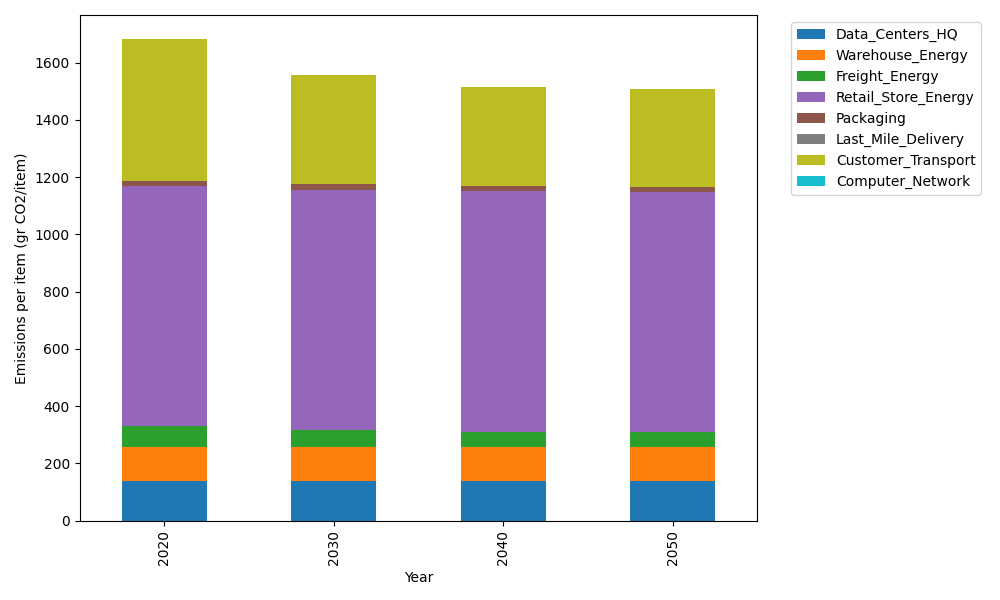 Emissions per item (gr CO2/item)
1600
1400
1200
1000
800
600
400
200
0
2020
2030
2040
2050
Year
Data_Centers_HQ
Warehouse_Energy
Freight_Energy
Retail_Store_Energy
Packaging
Last_Mile_Delivery
Customer_Transport
Computer_Network